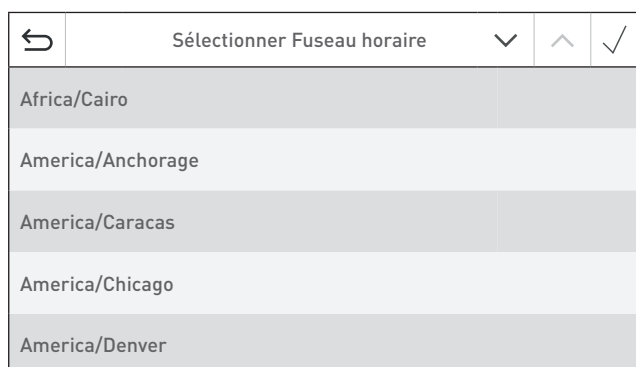 Sélectionner Fuseau horaire
Africa/Cairo
America/Anchorage
America/Caracas
America/Chicago
America/Denver